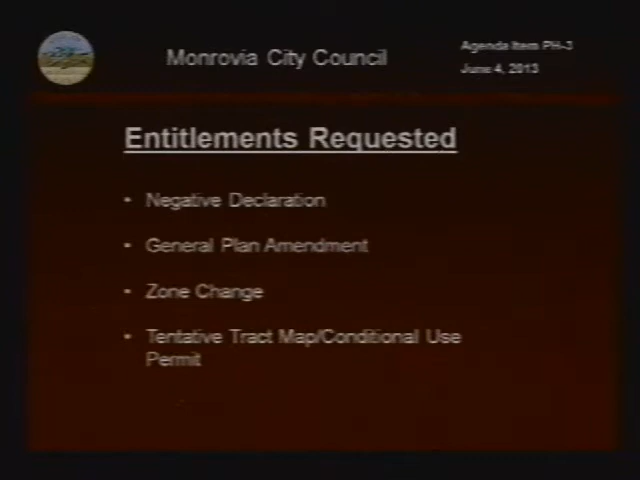 Monrovia City Council
Agenda Item PH-3
June 4, 2013
Entitlements Requested
• Negative Declaration
• General Plan Amendment
• Zone Change
• Tentative Tract Map/Conditional Use
Permit